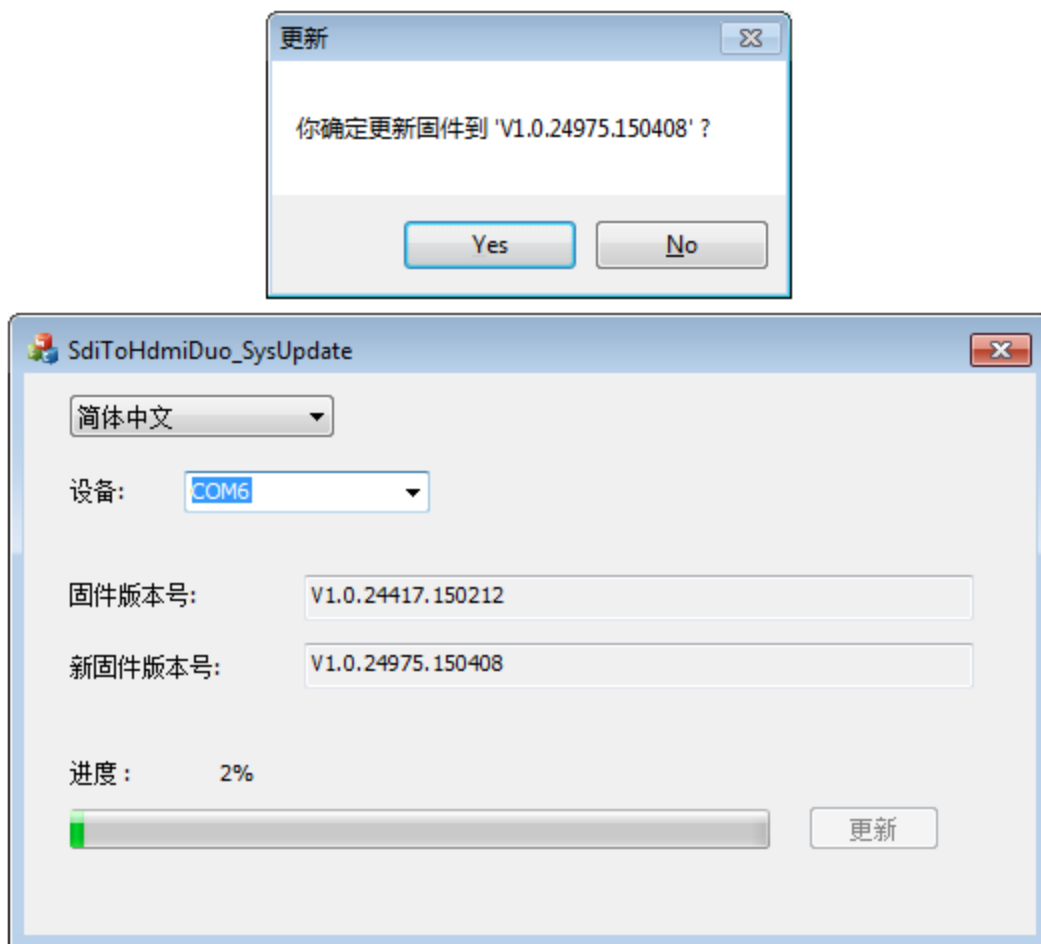 更新
你确定更新固件到 'V1.0.24975.150408' ?
Yes
No
SdiToHdmiDuo_SysUpdate
简体中文
设备: COM6
固件版本号: V1.0.24417.150212
新固件版本号: V1.0.24975.150408
进度 : 2%
更新